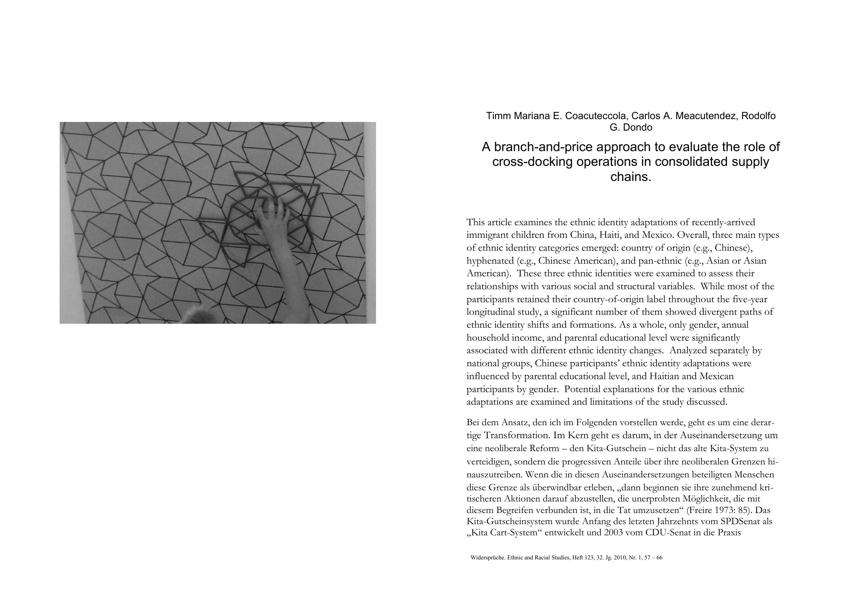 Timm Mariana E. Coacuteccola, Carlos A. Meacutendez, Rodolfo
G. Dondo
A branch-and-price approach to evaluate the role of
cross-docking operations in consolidated supply
chains.
This article examines the ethnic identity adaptations of recently-arrived
immigrant children from China, Haiti, and Mexico. Overall, three main types
of ethnic identity categories emerged: country of origin (e.g., Chinese),
hyphenated (e.g., Chinese American), and pan-ethnic (e.g., Asian or Asian
American).  These three ethnic identities were examined to assess their
relationships with various social and structural variables.  While most of the
participants retained their country-of-origin label throughout the five-year
longitudinal study, a significant number of them showed divergent paths of
ethnic identity shifts and formations. As a whole, only gender, annual
household income, and parental educational level were significantly
associated with different ethnic identity changes.  Analyzed separately by
national groups, Chinese participants’ ethnic identity adaptations were
influenced by parental educational level, and Haitian and Mexican
participants by gender.  Potential explanations for the various ethnic
adaptations are examined and limitations of the study discussed.
Bei dem Ansatz, den ich im Folgenden vorstellen werde, geht es um eine derar-
tige Transformation. Im Kern geht es darum, in der Auseinandersetzung um
eine neoliberale Reform – den Kita-Gutschein – nicht das alte Kita-System zu
verteidigen, sondern die progressiven Anteile über ihre neoliberalen Grenzen hi-
nauszutreiben. Wenn die in diesen Auseinandersetzungen beteiligten Menschen
diese Grenze als überwindbar erleben, „dann beginnen sie ihre zunehmend kri-
tischeren Aktionen darauf abzustellen, die unerprobten Möglichkeit, die mit
diesem Begreifen verbunden ist, in die Tat umzusetzen“ (Freire 1973: 85). Das
Kita-Gutscheinsystem wurde Anfang des letzten Jahrzehnts vom SPDSenat als
„Kita Cart-System“ entwickelt und 2003 vom CDU-Senat in die Praxis
Widersprüche. Ethnic and Racial Studies, Heft 123, 32. Jg. 2010, Nr. 1, 57 – 66